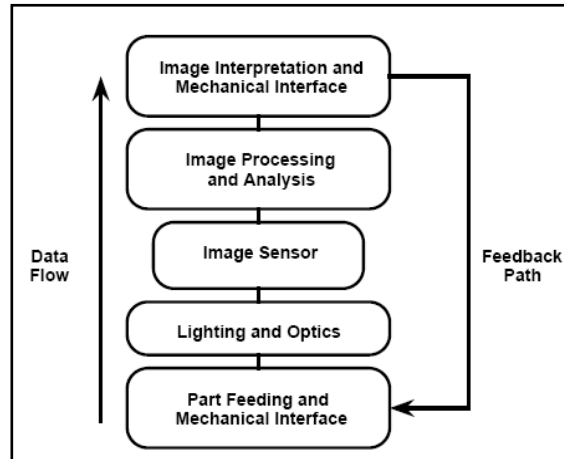 Image Interpretation and
Mechanical Interface
Image Processing
and Analysis
Image Sensor
Data
Flow
Feedback
Path
Lighting and Optics
Part Feeding and
Mechanical Interface